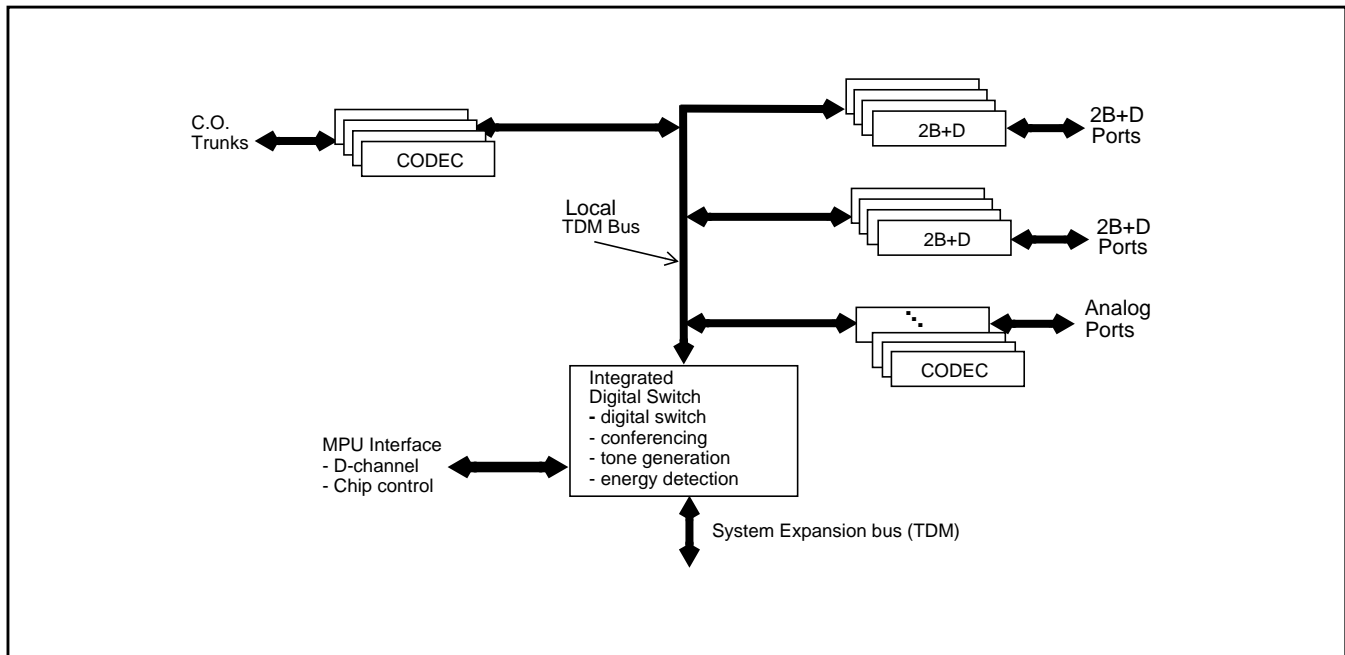 C.O.
Trunks
CODEC
2B+D
2B+D
Ports
Local
TDM Bus
2B+D
2B+D
Ports
CODEC
Analog
Ports
Integrated
Digital Switch
- digital switch
- conferencing
- tone generation
- energy detection
MPU Interface
- D-channel
- Chip control
System Expansion bus (TDM)